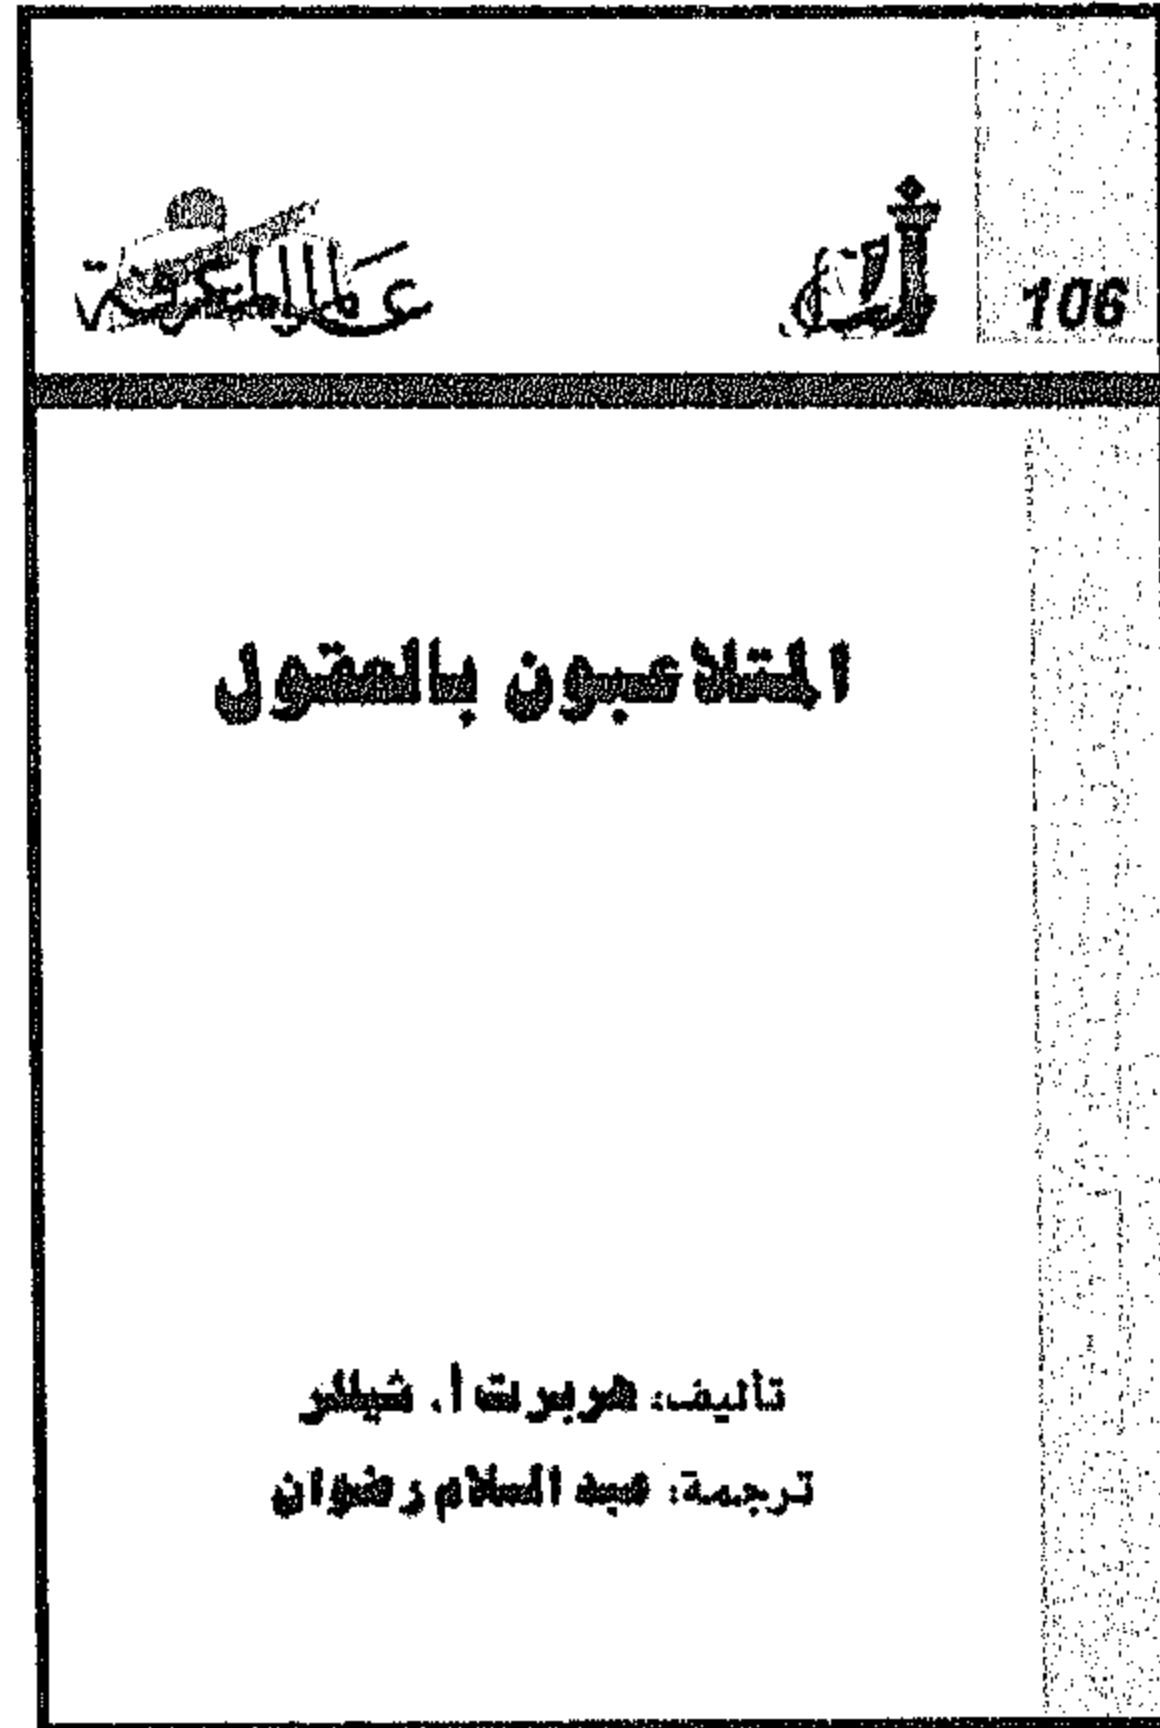 106
عالم المعرفة
المتلاعبون بالعقول
تأليف: هربرت أ. شيللر
ترجمة: عبد السلام رضوان